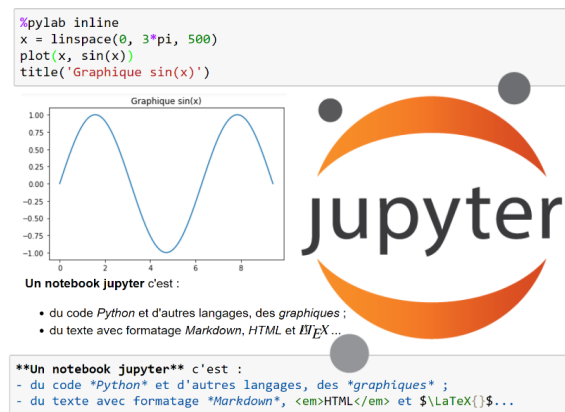 %pylab inline
x = linspace(0, 3*pi, 500)
plot(x, sin(x))
title('Graphique sin(x)')
Graphique sin(x)
1.00
0.75
0.50
0.25
0.00
−0.25
−0.50
−0.75
−1.00
0 2 4 6 8
jupyter
Un notebook jupyter c'est :
• du code Python et d'autres langages, des graphiques ;
• du texte avec formatage Markdown, HTML et LATEX...
**Un notebook jupyter** c'est :
- du code *Python* et d'autres langages, des *graphiques* ;
- du texte avec formatage *Markdown*, <em>HTML</em> et $\LaTeX{}$...